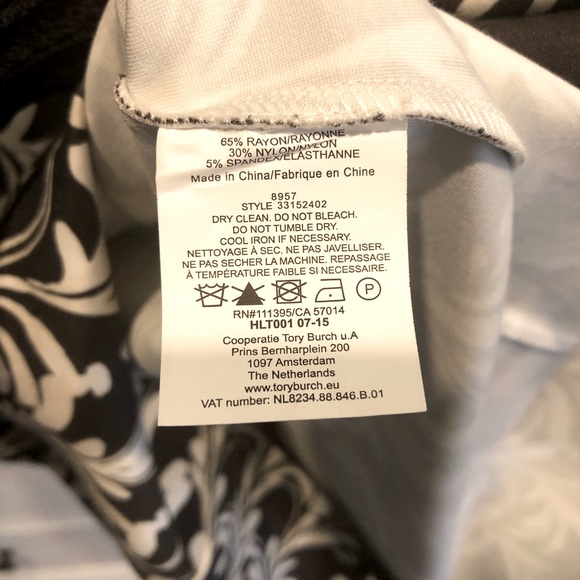 65% RAYON/RAYONNE
30% NYLON/NYLON
5% SPANDEX/ELASTHANNE
Made in China/Fabrique en Chine
8957
STYLE 33152402
DRY CLEAN. DO NOT BLEACH.
DO NOT TUMBLE DRY.
COOL IRON IF NECESSARY.
NETTOYAGE À SEC. NE PAS JAVELLISER.
NE PAS SECHER LA MACHINE. REPASSAGE
À TEMPÉRATURE FAIBLE SI NECESSAIRE.
P
RN#111395/CA 57014
HLT001 07-15
Cooperatie Tory Burch u.A
Prins Bernharplein 200
1097 Amsterdam
The Netherlands
www.toryburch.eu
VAT number: NL8234.88.846.B.01